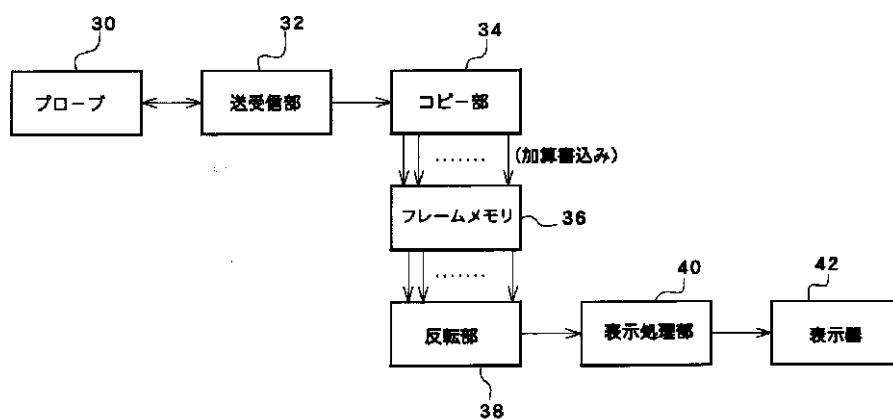 30
32
34
プローブ
送受信部
コピー部
.......
(加算書込み)
フレームメモリ
36
.......
40
42
反転部
表示処理部
表示器
38